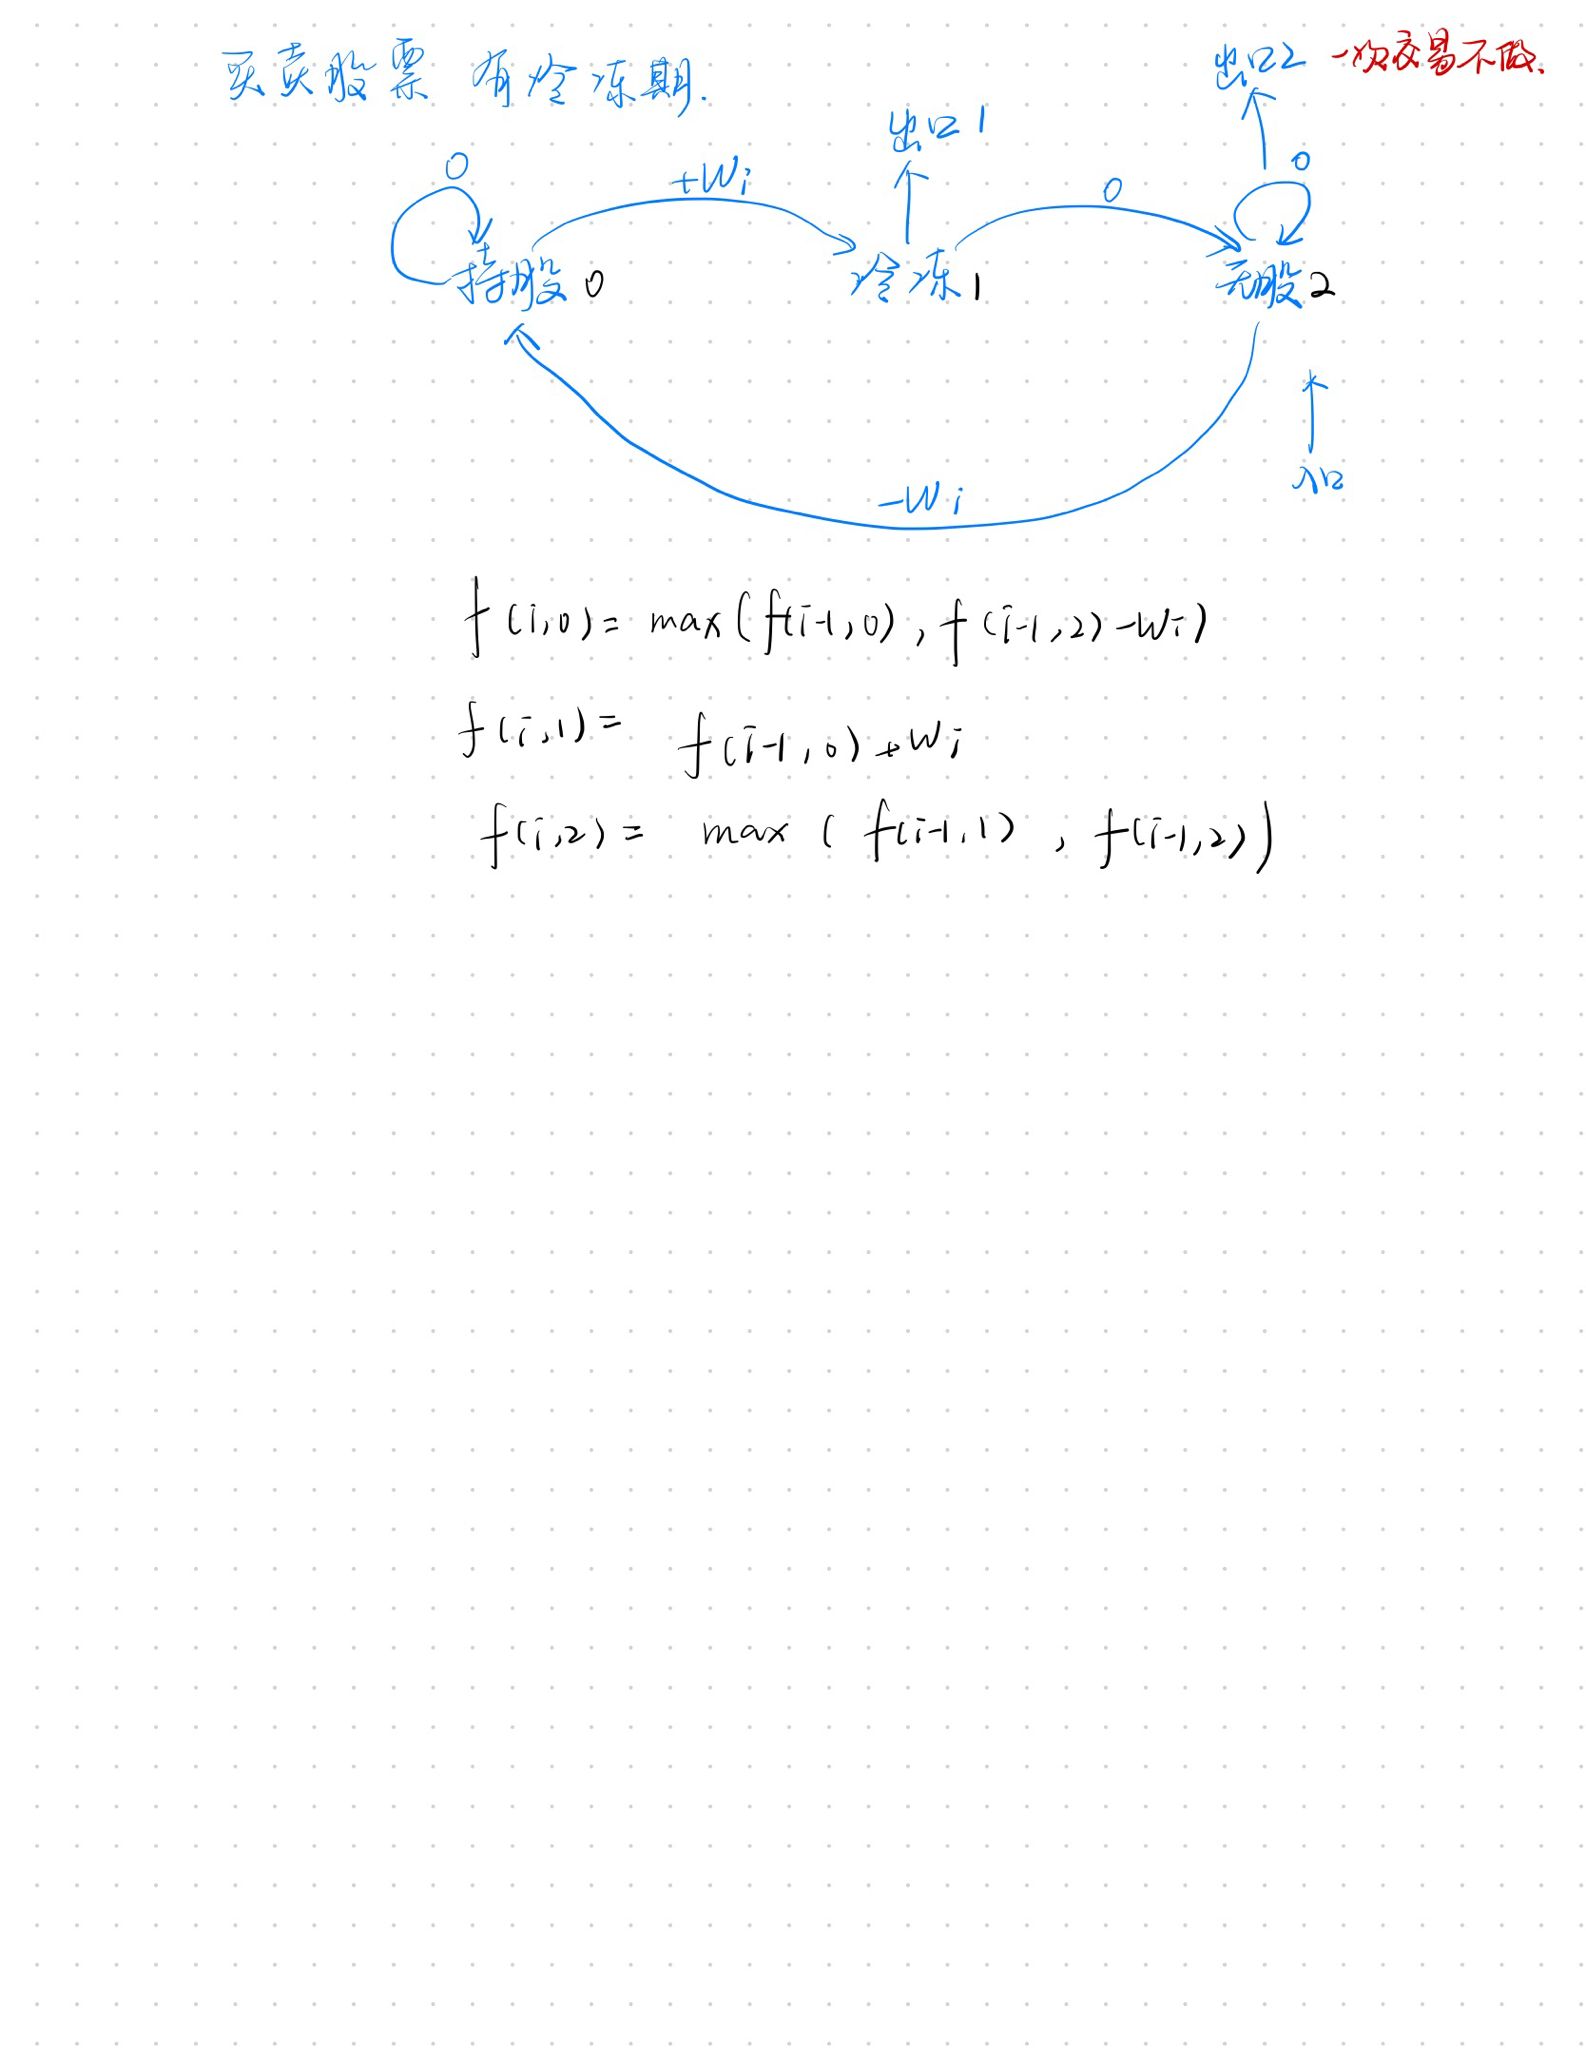 买卖股票 有冷冻期.
出口2 一次交易不做.
出口1
0
+Wi
0
0
持股 0
冷冻 1
无股 2
入口
-Wi
f(i,0) = max(f(i-1,0), f(i-1,2)-Wi)
f(i,1) = f(i-1,0)+Wi
f(i,2) = max(f(i-1,1), f(i-1,2))